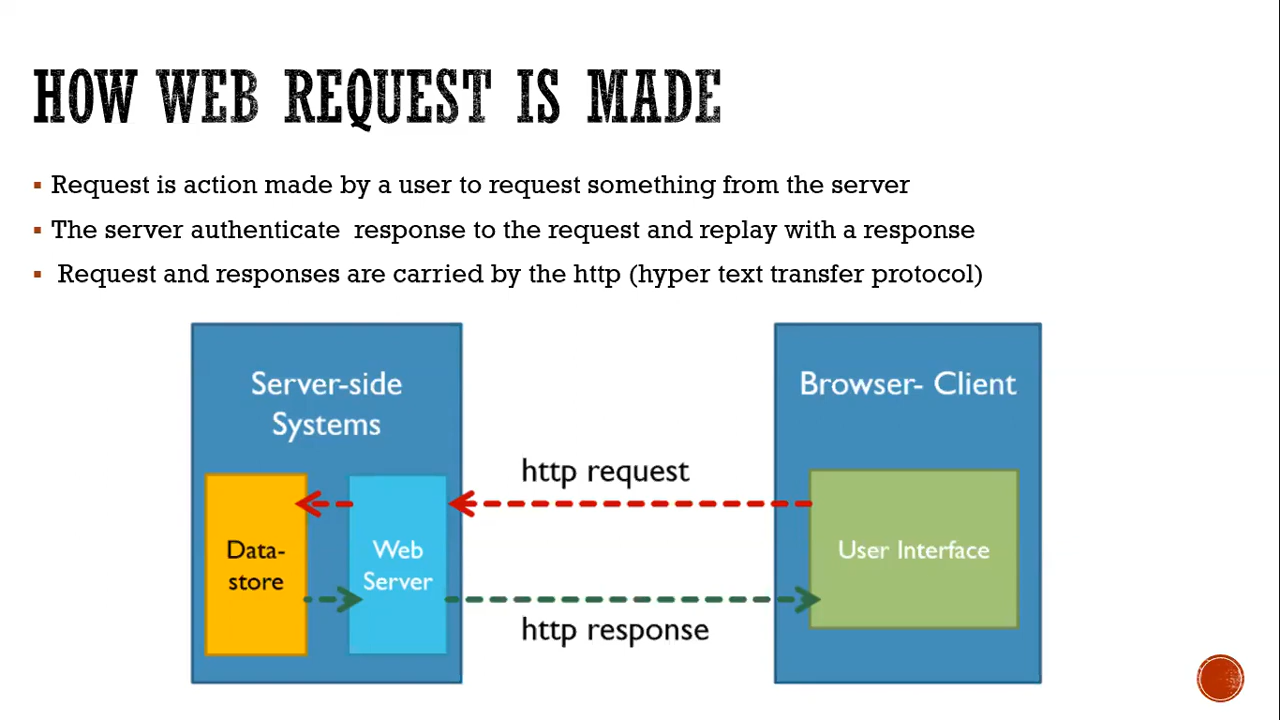 HOW WEB REQUEST IS MADE
▪ Request is action made by a user to request something from the server
▪ The server authenticate response to the request and replay with a response
▪ Request and responses are carried by the http (hyper text transfer protocol)
Server-side
Systems
Browser- Client
http request
Data-
store
Web
Server
User Interface
http response